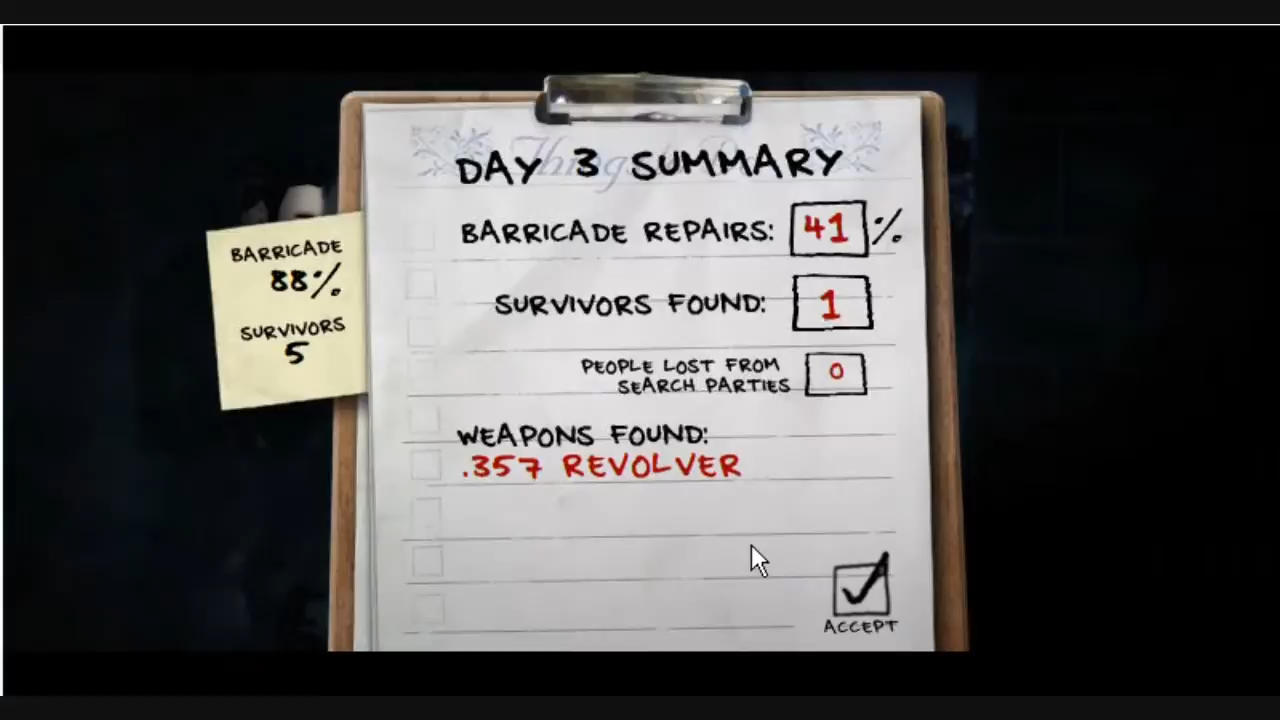 Things
DAY 3 SUMMARY
BARRICADE REPAIRS: 41 %
SURVIVORS FOUND: 1
PEOPLE LOST FROM
SEARCH PARTIES 0
WEAPONS FOUND:
.357 REVOLVER
ACCEPT
BARRICADE
88%
SURVIVORS
5